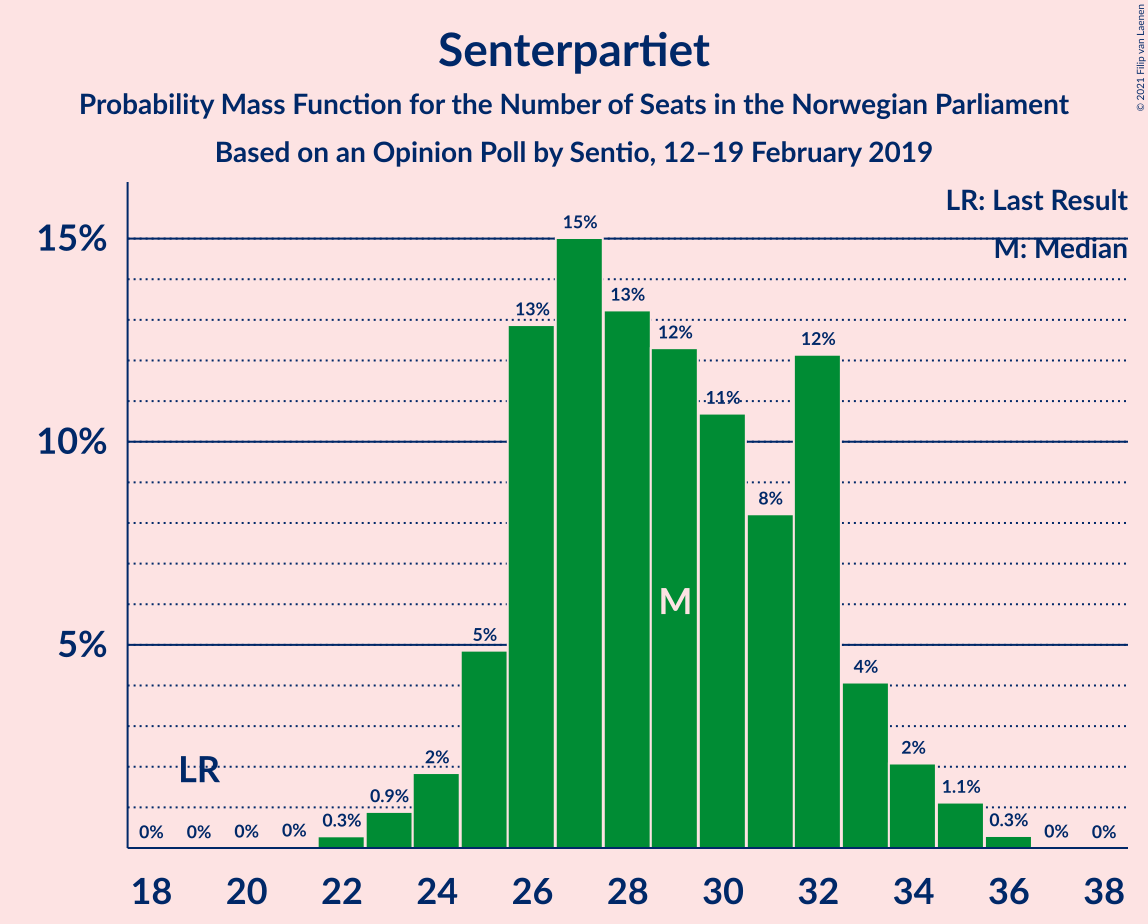 Senterpartiet
Probability Mass Function for the Number of Seats in the Norwegian Parliament
Based on an Opinion Poll by Sentio, 12–19 February 2019
© 2021 Filip van Laenen
LR: Last Result
M: Median
15%
10%
5%
0%
0%
0%
0%
0.3%
0.9%
2%
5%
13%
15%
13%
12%
11%
8%
12%
4%
2%
1.1%
0.3%
0%
0%
LR
M
18 20 22 24 26 28 30 32 34 36 38